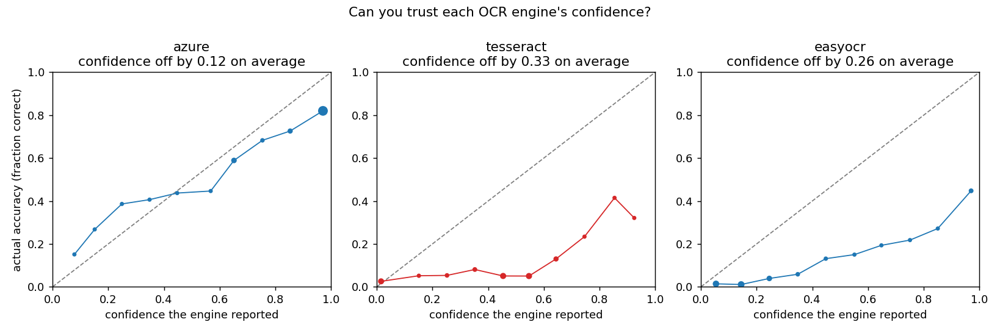 Can you trust each OCR engine's confidence?
azure
confidence off by 0.12 on average
tesseract
confidence off by 0.33 on average
easyocr
confidence off by 0.26 on average
actual accuracy (fraction correct)
1.0
0.8
0.6
0.4
0.2
0.0
0.0 0.2 0.4 0.6 0.8 1.0
confidence the engine reported
1.0
0.8
0.6
0.4
0.2
0.0
0.0 0.2 0.4 0.6 0.8 1.0
confidence the engine reported
1.0
0.8
0.6
0.4
0.2
0.0
0.0 0.2 0.4 0.6 0.8 1.0
confidence the engine reported